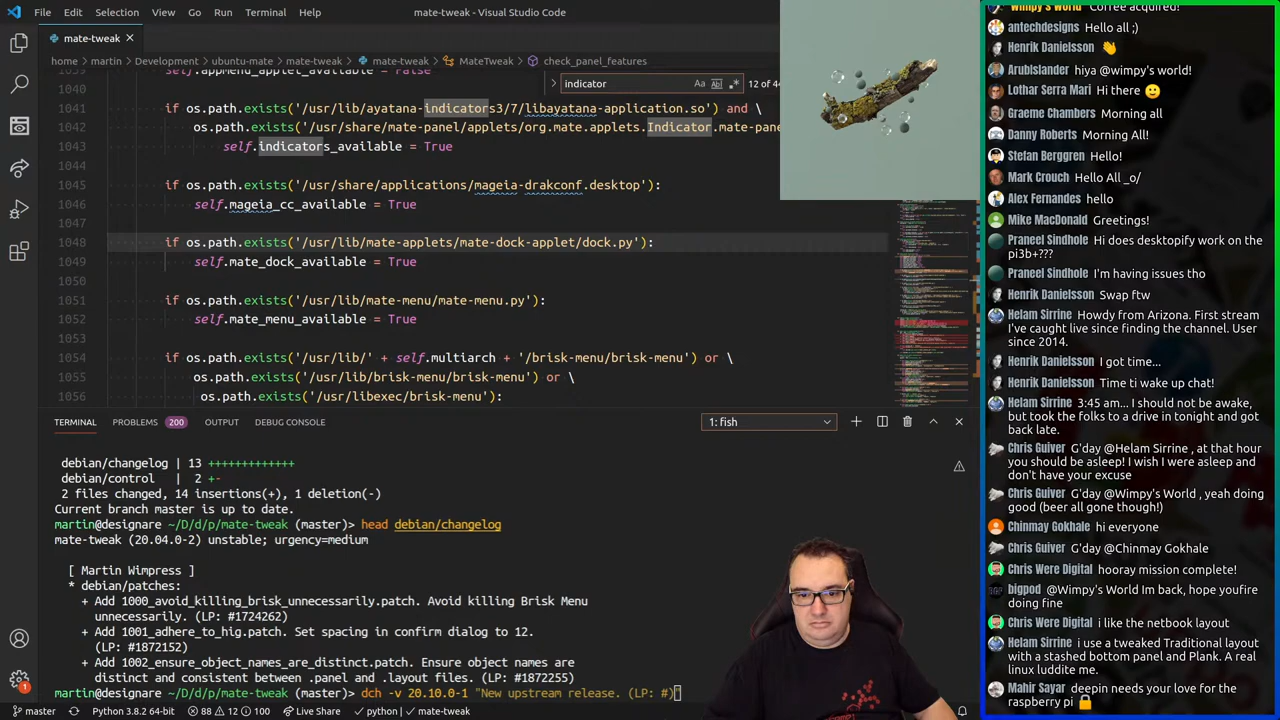 File Edit Selection View Go Run Terminal Help mate-tweak - Visual Studio Code
mate-tweak
home > martin > Development > ubuntu-mate > mate-tweak > mate-tweak > MateTweak > check_panel_features
indicator Aa Ab .* 12 of 44
1040
1041 if os.path.exists('/usr/lib/ayatana-indicators3/7/libayatana-application.so') and \
1042 os.path.exists('/usr/share/mate-panel/applets/org.mate.applets.Indicator.mate-pane
1043 self.indicators_available = True
1044
1045 if os.path.exists('/usr/share/applications/mageia-drakconf.desktop'):
1046 self.mageia_cc_available = True
1047
1048 if os.path.exists('/usr/lib/mate-applets/mate-dock-applet/dock.py'):
1049 self.mate_dock_available = True
1050
1051 if os.path.exists('/usr/lib/mate-menu/mate-menu.py'):
1052 self.mate_menu_available = True
1053
1054 if os.path.exists('/usr/lib/' + self.multiarch + '/brisk-menu/brisk-menu') or \
1055 os.path.exists('/usr/lib/brisk-menu/brisk-menu') or \
1056 os.path.exists('/usr/libexec/brisk-menu'):
TERMINAL PROBLEMS 200 OUTPUT DEBUG CONSOLE 1: fish
debian/changelog | 13 +++++++++++++
debian/control | 2 +-
2 files changed, 14 insertions(+), 1 deletion(-)
Current branch master is up to date.
martin@designare ~/D/d/p/mate-tweak (master)> head debian/changelog
mate-tweak (20.04.0-2) unstable; urgency=medium
[ Martin Wimpress ]
* debian/patches:
+ Add 1000_avoid_killing_brisk_unnecessarily.patch. Avoid killing Brisk Menu
unnecessarily. (LP: #1724262)
+ Add 1001_adhere_to_hig.patch. Set spacing in confirm dialog to 12.
(LP: #1872152)
+ Add 1002_ensure_object_names_are_distinct.patch. Ensure object names are
distinct and consistent between .panel and .layout files. (LP: #1872255)
martin@designare ~/D/d/p/mate-tweak (master)> dch -v 20.10.0-1 "New upstream release. (LP: #)"
master Python 3.8.2 64-bit 88 12 100 Live Share python | mate-tweak
1
Wimpy's World Coffee acquired!
antechdesigns Hello all ;)
Henrik Danielsson 👋
ArubIslander hiya @wimpy's world!
Lothar Serra Mari Hi there 🙂
Graeme Chambers Morning all
Danny Roberts Morning All!
Stefan Berggren Hello!
Mark Crouch Hello All _o/
Alex Fernandes hello
Mike MacDonald Greetings!
Praneel Sindhole Hi does desktopify work on the
pi3b+???
Praneel Sindhole I'm having issues tho
Henrik Danielsson Swap ftw
Helam Sirrine Howdy from Arizona. First stream
I've caught live since finding the channel. User
since 2014.
Henrik Danielsson I got time...
Henrik Danielsson Time ti wake up chat!
Helam Sirrine 3:45 am... I should not be awake,
but took the folks to a drive in tonight and got
back late.
Chris Guiver G'day @Helam Sirrine , at that hour
you should be asleep! I wish I were asleep and
don't have your excuse
Chris Guiver G'day @Wimpy's World , yeah doing
good (beer all gone though!)
Chinmay Gokhale hi everyone
Chris Guiver G'day @Chinmay Gokhale
Chris Were Digital hooray mission complete!
bigpod @Wimpy's World Im back, hope youfire
doing fine
Chris Were Digital i like the netbook layout
Helam Sirrine i use a tweaked Traditional layout
with a stashed bottom panel and Plank. A real
linux luddite me.
Mahir Sayar deepin needs your love for the
raspberry pi 🔒